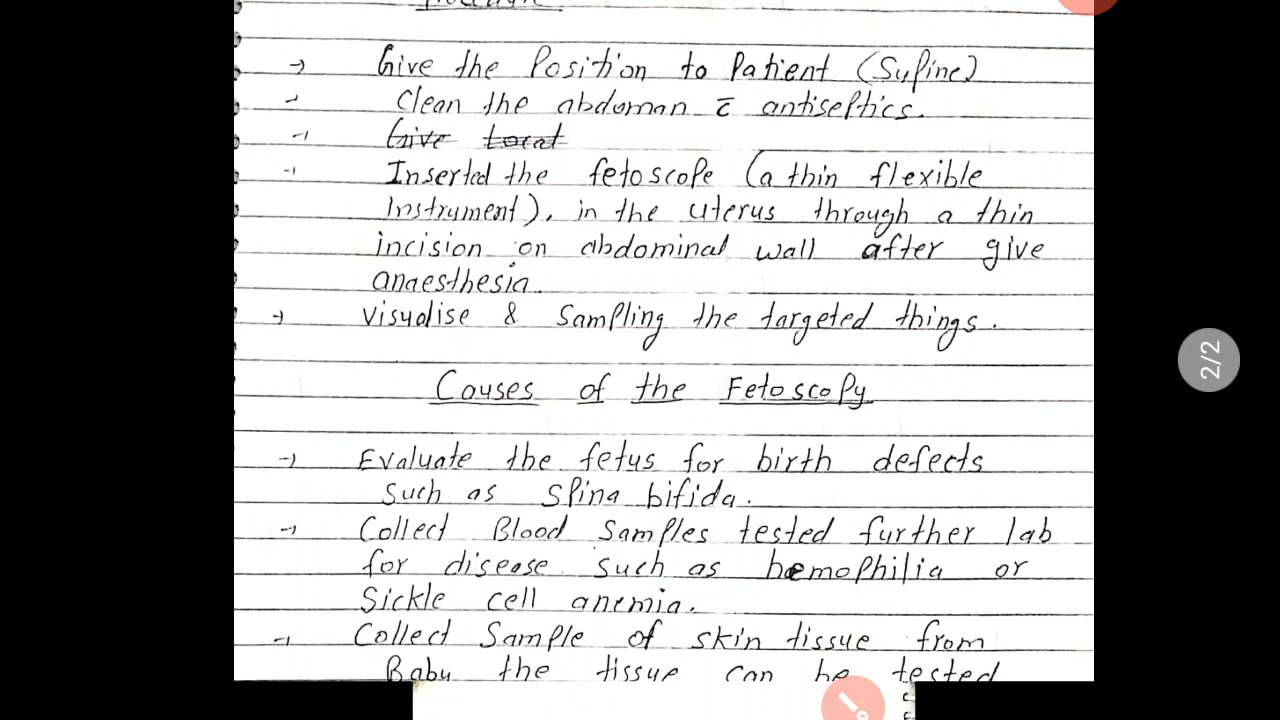 → Give the Position to Patient (Supine)
→ Clean the abdoman c̄ antiseptics.
→ Give Local
→ Inserted the fetoscope (a thin flexible
Instrument), in the uterus through a thin
incision on abdominal wall after give
anaesthesia.
→ Visualise & Sampling the targeted things.
Causes of the Fetoscopy
→ Evaluate the fetus for birth defects
Such as Spina bifida.
→ Collect Blood Samples tested further lab
for disease such as hemophilia or
Sickle cell anemia.
→ Collect Sample of skin tissue from
Baby the tissue can be tested
2/2